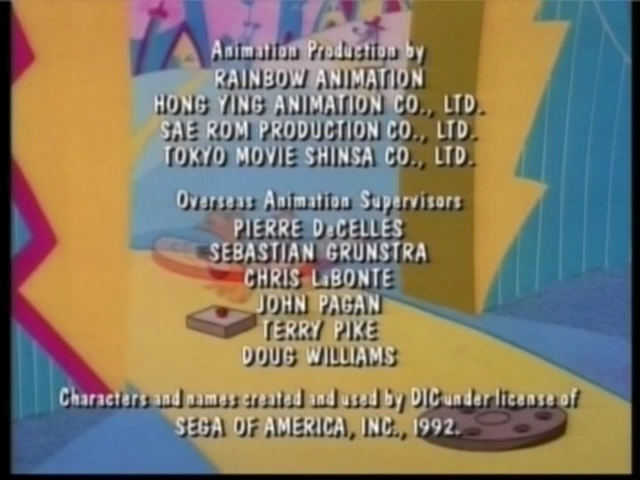 Animation Production by
RAINBOW ANIMATION
HONG YING ANIMATION CO., LTD.
SAE ROM PRODUCTION CO., LTD.
TOKYO MOVIE SHINSA CO., LTD.
Overseas Animation Supervisors
PIERRE DeCELLES
SEBASTIAN GRUNSTRA
CHRIS LaBONTE
JOHN PAGAN
TERRY PIKE
DOUG WILLIAMS
Characters and names created and used by DIC under license of
SEGA OF AMERICA, INC., 1992.